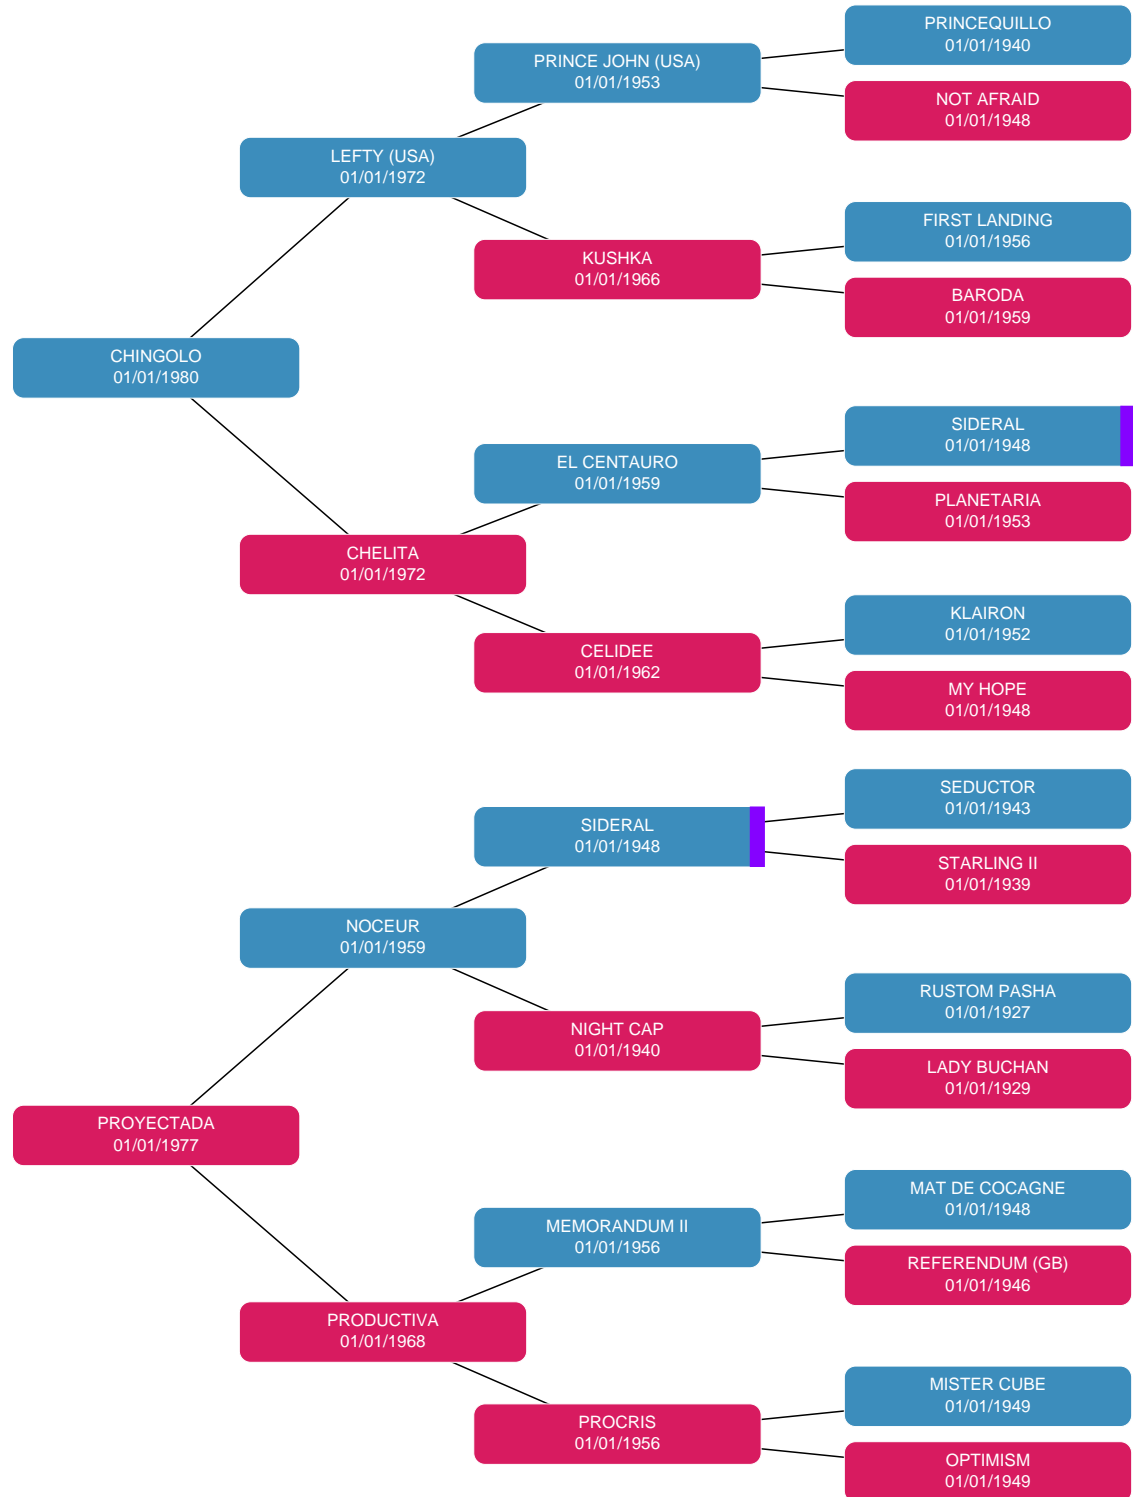 PRINCEQUILLO
01/01/1940
PRINCE JOHN (USA)
01/01/1953
NOT AFRAID
01/01/1948
LEFTY (USA)
01/01/1972
FIRST LANDING
01/01/1956
KUSHKA
01/01/1966
BARODA
01/01/1959
CHINGOLO
01/01/1980
SIDERAL
01/01/1948
EL CENTAURO
01/01/1959
PLANETARIA
01/01/1953
CHELITA
01/01/1972
KLAIRON
01/01/1952
CELIDEE
01/01/1962
MY HOPE
01/01/1948
SEDUCTOR
01/01/1943
SIDERAL
01/01/1948
STARLING II
01/01/1939
NOCEUR
01/01/1959
RUSTOM PASHA
01/01/1927
NIGHT CAP
01/01/1940
LADY BUCHAN
01/01/1929
PROYECTADA
01/01/1977
MAT DE COCAGNE
01/01/1948
MEMORANDUM II
01/01/1956
REFERENDUM (GB)
01/01/1946
PRODUCTIVA
01/01/1968
MISTER CUBE
01/01/1949
PROCRIS
01/01/1956
OPTIMISM
01/01/1949